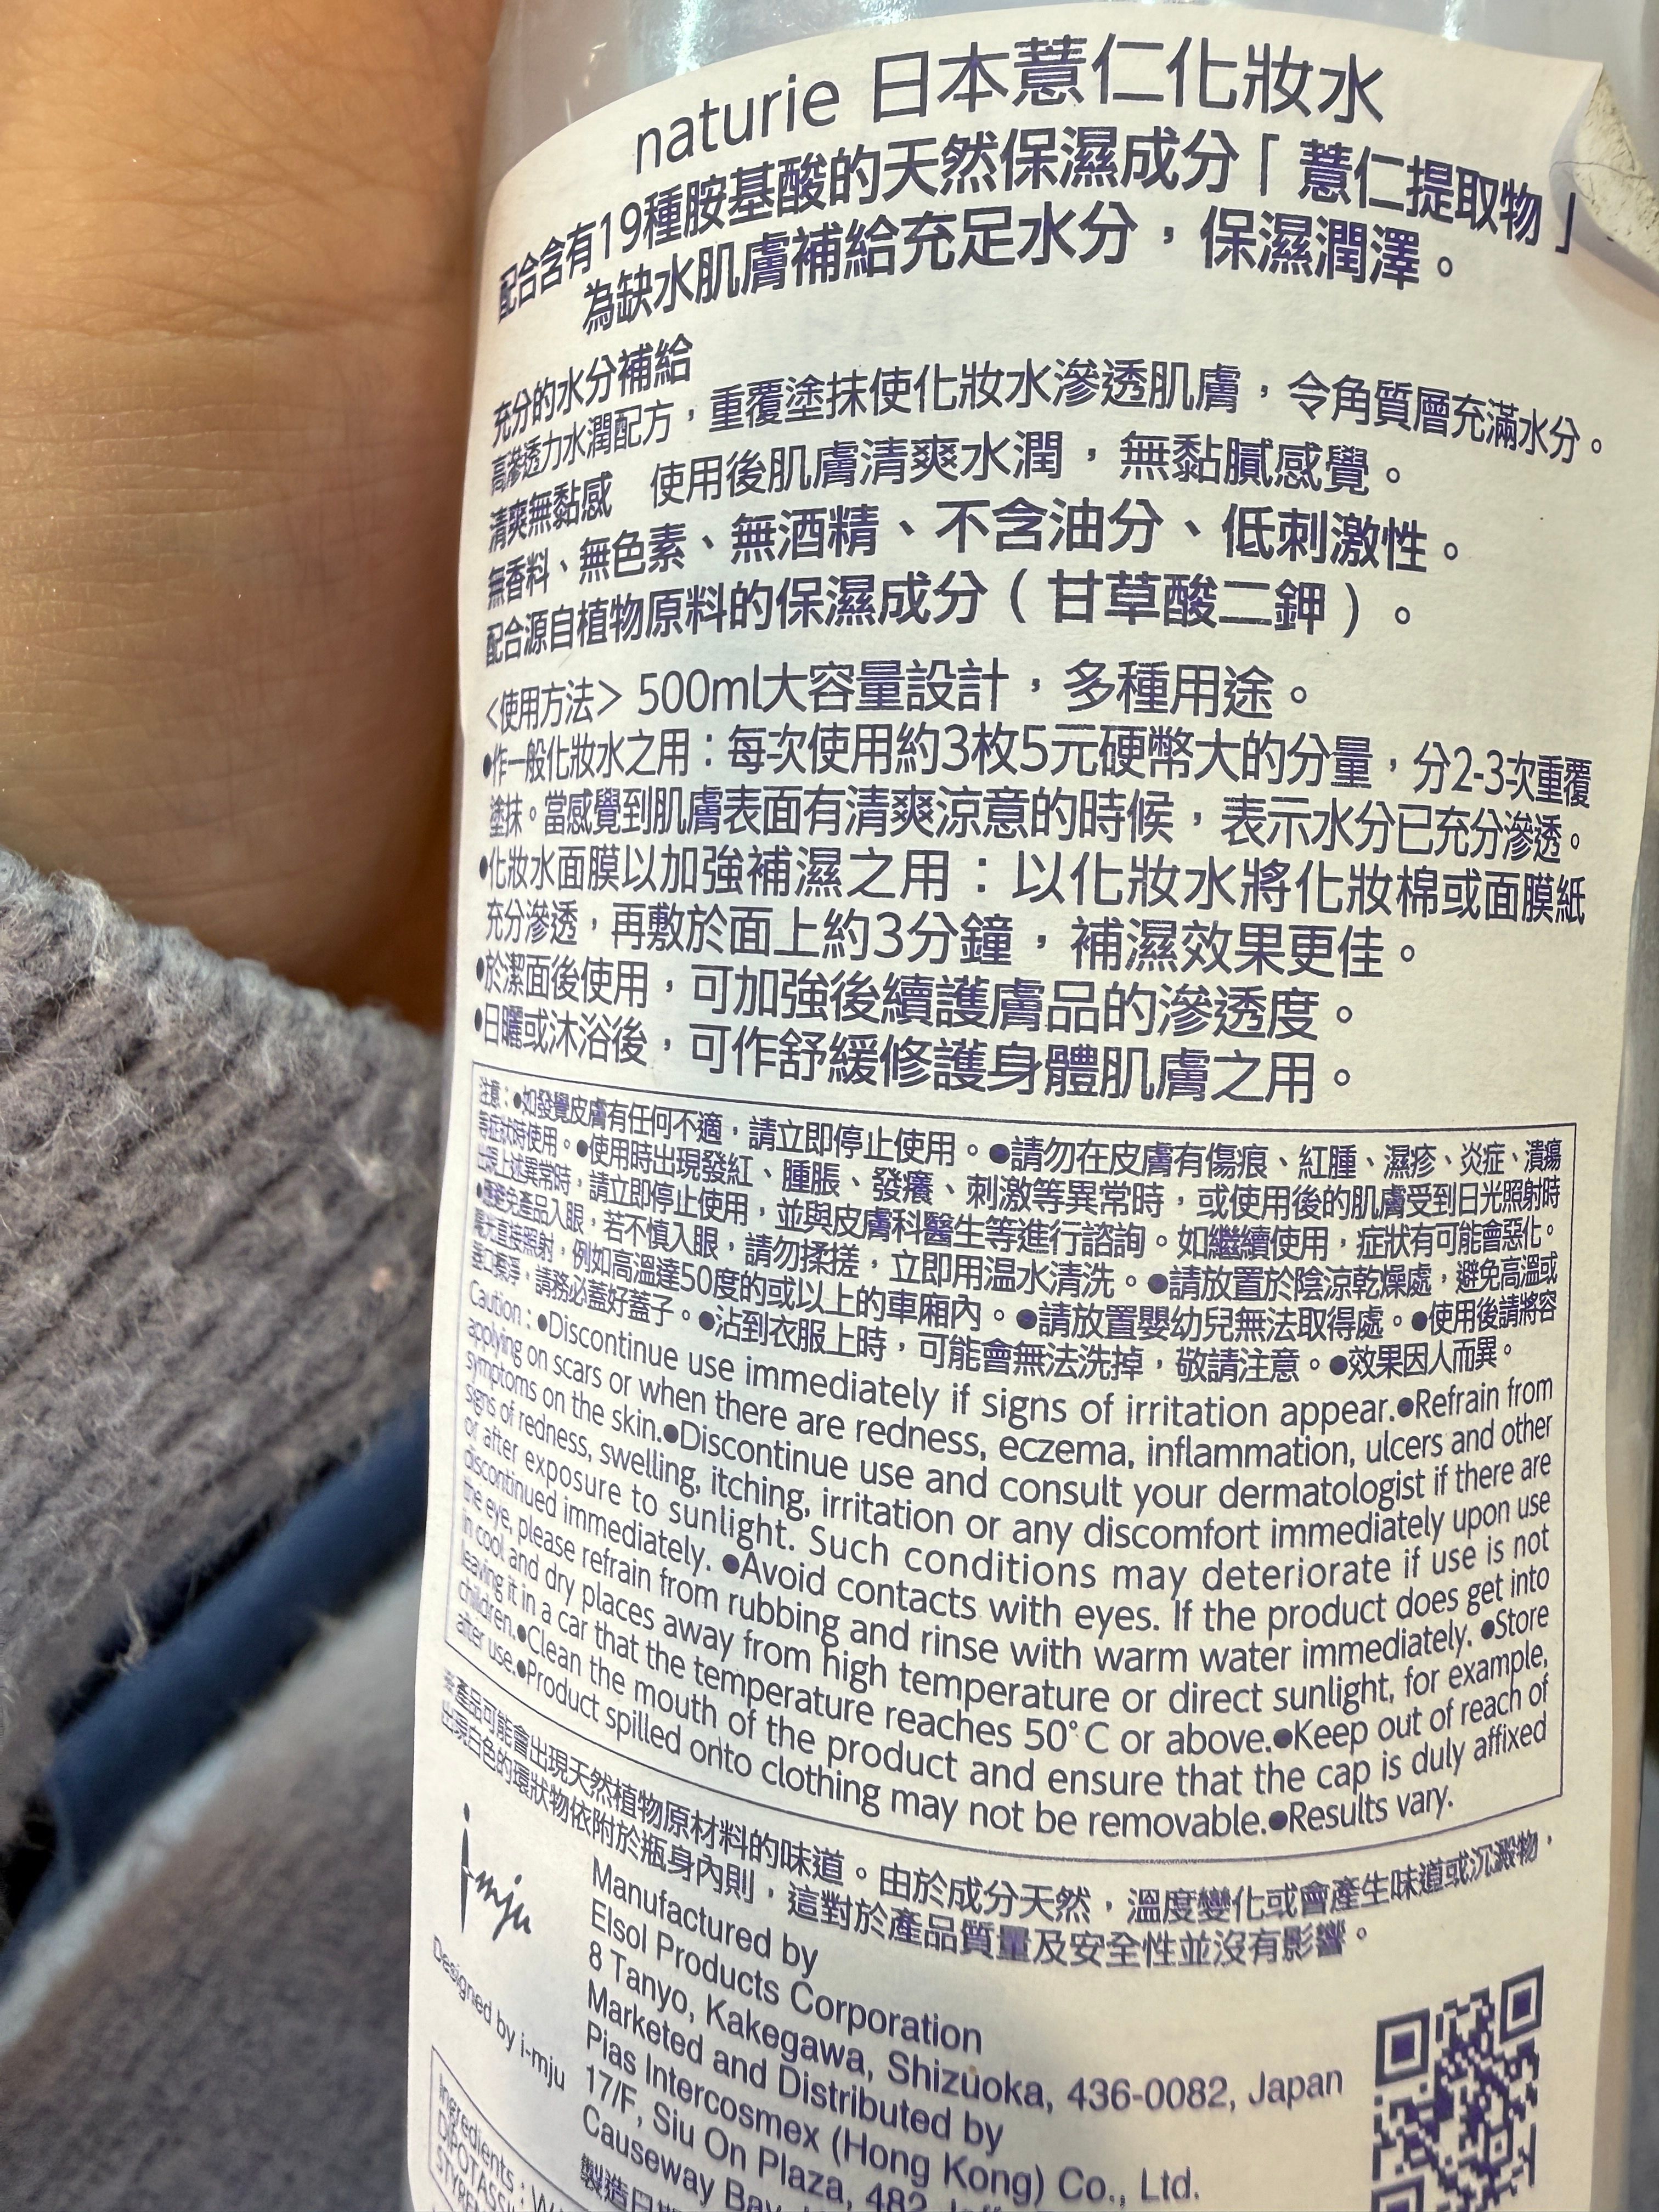 naturie 日本薏仁化妝水
配合含有19種胺基酸的天然保濕成分「薏仁提取物」
為缺水肌膚補給充足水分，保濕潤澤。
充分的水分補給
高滲透力水潤配方，重覆塗抹使化妝水滲透肌膚，令角質層充滿水分。
清爽無黏感 使用後肌膚清爽水潤，無黏膩感覺。
無香料、無色素、無酒精、不含油分、低刺激性。
配合源自植物原料的保濕成分（甘草酸二鉀）。
<使用方法> 500ml大容量設計，多種用途。
•作一般化妝水之用：每次使用約3枚5元硬幣大的分量，分2-3次重覆
塗抹。當感覺到肌膚表面有清爽涼意的時候，表示水分已充分滲透。
•化妝水面膜以加強補濕之用：以化妝水將化妝棉或面膜紙
充分滲透，再敷於面上約3分鐘，補濕效果更佳。
•於潔面後使用，可加強後續護膚品的滲透度。
•日曬或沐浴後，可作舒緩修護身體肌膚之用。
注意：●如發覺皮膚有任何不適，請立即停止使用。●請勿在皮膚有傷痕、紅腫、濕疹、炎症、潰瘍
等症狀時使用。●使用時出現發紅、腫脹、發癢、刺激等異常時，或使用後的肌膚受到日光照射時
出現上述異常時，請立即停止使用，並與皮膚科醫生等進行諮詢。如繼續使用，症狀有可能會惡化。
●應避免產品入眼，若不慎入眼，請勿揉搓，立即用溫水清洗。●請放置於陰涼乾燥處，避免高溫或
陽光直接照射，例如高溫達50度的或以上的車廂內。●請放置嬰幼兒無法取得處。●使用後請將容
器口擦淨，請務必蓋好蓋子。●沾到衣服上時，可能會無法洗掉，敬請注意。●效果因人而異。
Caution : ●Discontinue use immediately if signs of irritation appear.●Refrain from
applying on scars or when there are redness, eczema, inflammation, ulcers and other
symptoms on the skin.●Discontinue use and consult your dermatologist if there are
signs of redness, swelling, itching, irritation or any discomfort immediately upon use
or after exposure to sunlight. Such conditions may deteriorate if use is not
discontinued immediately. ●Avoid contacts with eyes. If the product does get into
the eye, please refrain from rubbing and rinse with warm water immediately. ●Store
in cool and dry places away from high temperature or direct sunlight, for example,
leaving it in a car that the temperature reaches 50°C or above.●Keep out of reach of
children.●Clean the mouth of the product and ensure that the cap is duly affixed
after use.●Product spilled onto clothing may not be removable.●Results vary.
※產品可能會出現天然植物原材料的味道。由於成分天然，溫度變化或會產生味道或沉澱物，
出現白色的環狀物依附於瓶身內則，這對於產品質量及安全性並沒有影響。
i-mju
Designed by i-mju
Manufactured by
Elsol Products Corporation
8 Tanyo, Kakegawa, Shizuoka, 436-0082, Japan
Marketed and Distributed by
Pias Intercosmex (Hong Kong) Co., Ltd.
17/F, Siu On Plaza, 482
Causeway Bay,
製造日期
Ingredients : W
DIPOTASSI
STYREN